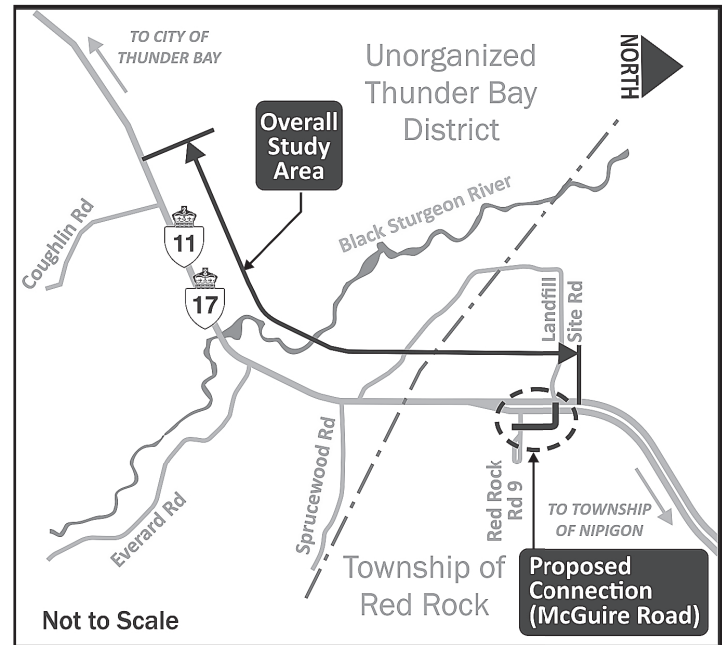 TO CITY OF
THUNDER BAY
Unorganized
Thunder Bay
District
NORTH
Overall
Study
Area
Black Sturgeon River
Coughlin Rd
11
17
Landfill
Site Rd
Sprucewood Rd
Everard Rd
Red Rock
Rd 9
TO TOWNSHIP
OF NIPIGON
Township of
Red Rock
Proposed
Connection
(McGuire Road)
Not to Scale